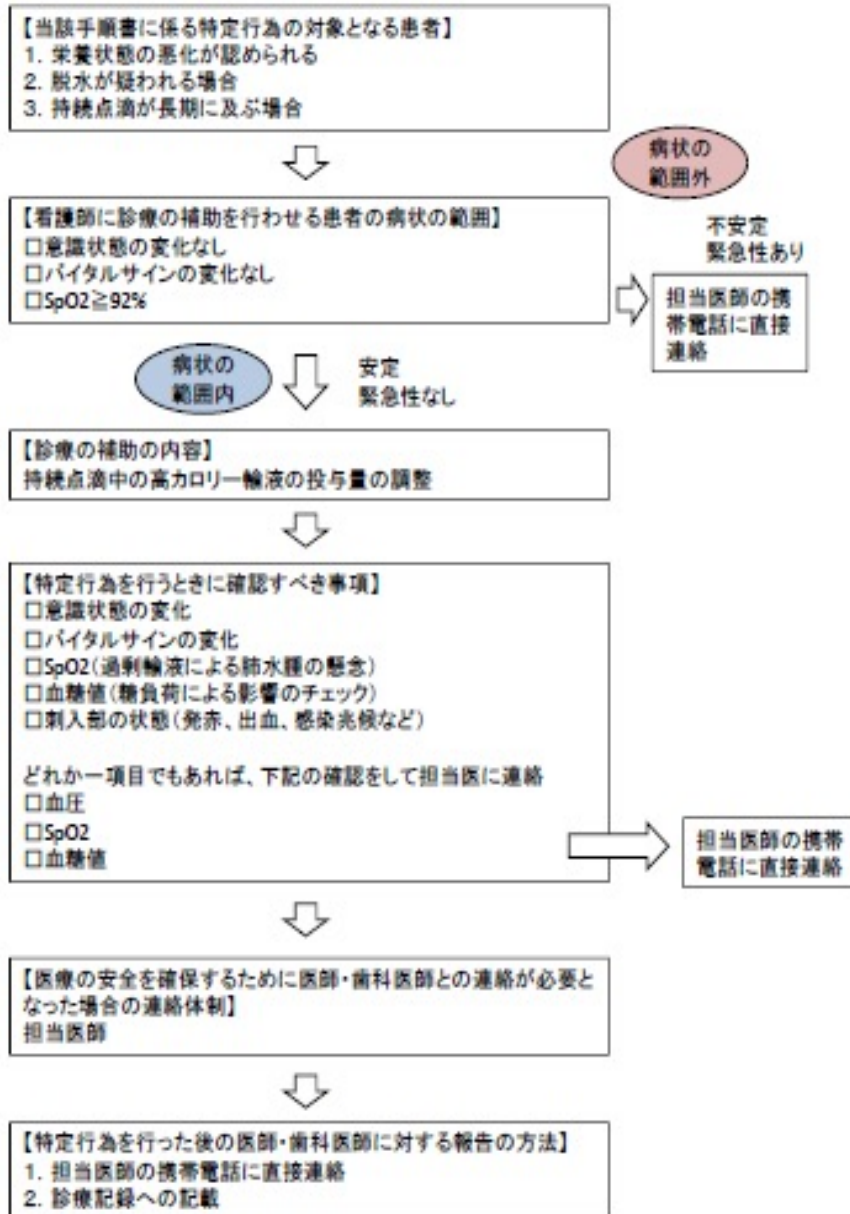 【当該手順書に係る特定行為の対象となる患者】
1. 栄養状態の悪化が認められる
2. 脱水が疑われる場合
3. 持続点滴が長期に及ぶ場合
病状の
範囲外
【看護師に診療の補助を行わせる患者の病状の範囲】
□意識状態の変化なし
□バイタルサインの変化なし
□SpO2≧92%
不安定
緊急性あり
担当医師の携
帯電話に直接
連絡
病状の
範囲内
安定
緊急性なし
【診療の補助の内容】
持続点滴中の高カロリー輸液の投与量の調整
【特定行為を行うときに確認すべき事項】
□意識状態の変化
□バイタルサインの変化
□SpO2(過剰輸液による肺水腫の懸念)
□血糖値(糖負荷による影響のチェック)
□刺入部の状態(発赤、出血、感染兆候など)
どれか一項目でもあれば、下記の確認をして担当医に連絡
□血圧
□SpO2
□血糖値
担当医師の携帯
電話に直接連絡
【医療の安全を確保するために医師・歯科医師との連絡が必要と
なった場合の連絡体制】
担当医師
【特定行為を行った後の医師・歯科医師に対する報告の方法】
1. 担当医師の携帯電話に直接連絡
2. 診療記録への記載